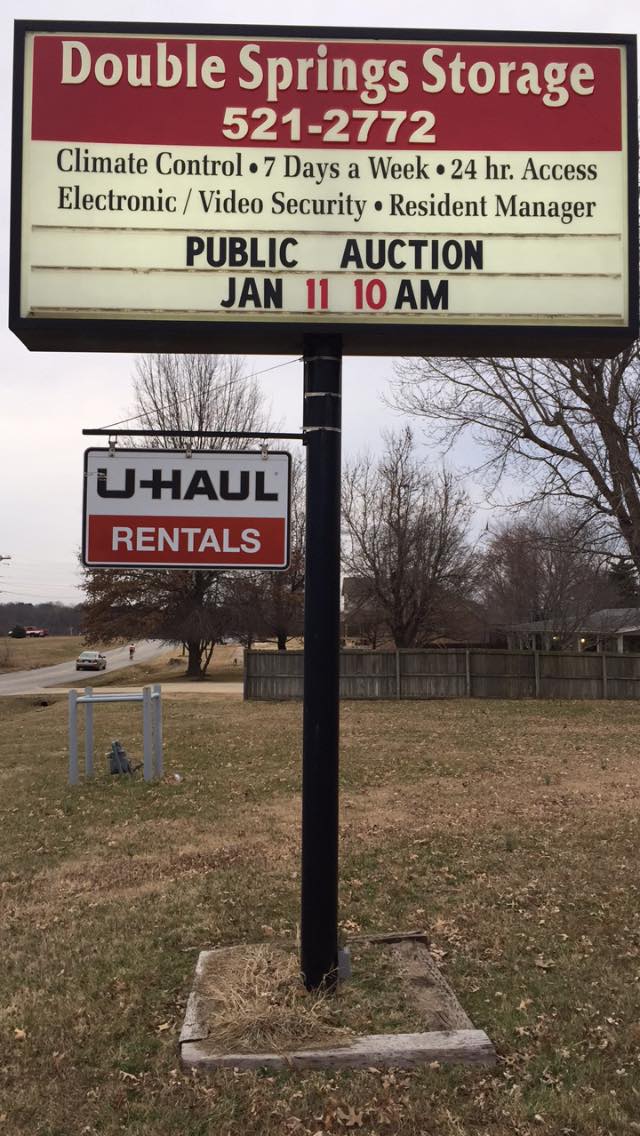 Double Springs Storage
521-2772
Climate Control • 7 Days a Week • 24 hr. Access
Electronic / Video Security • Resident Manager
PUBLIC AUCTION
JAN 11 10 AM
U-HAUL
RENTALS